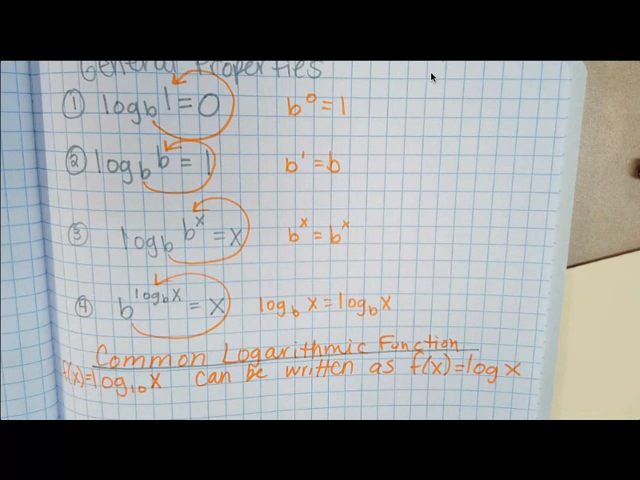 General Properties
① log_b 1 = 0 b^0 = 1
② log_b b = 1 b^1 = b
③ log_b b^x = x b^x = b^x
④ b^(log_b x) = x log_b x = log_b x
Common Logarithmic Function
f(x)=log_10 x can be written as f(x)=log x